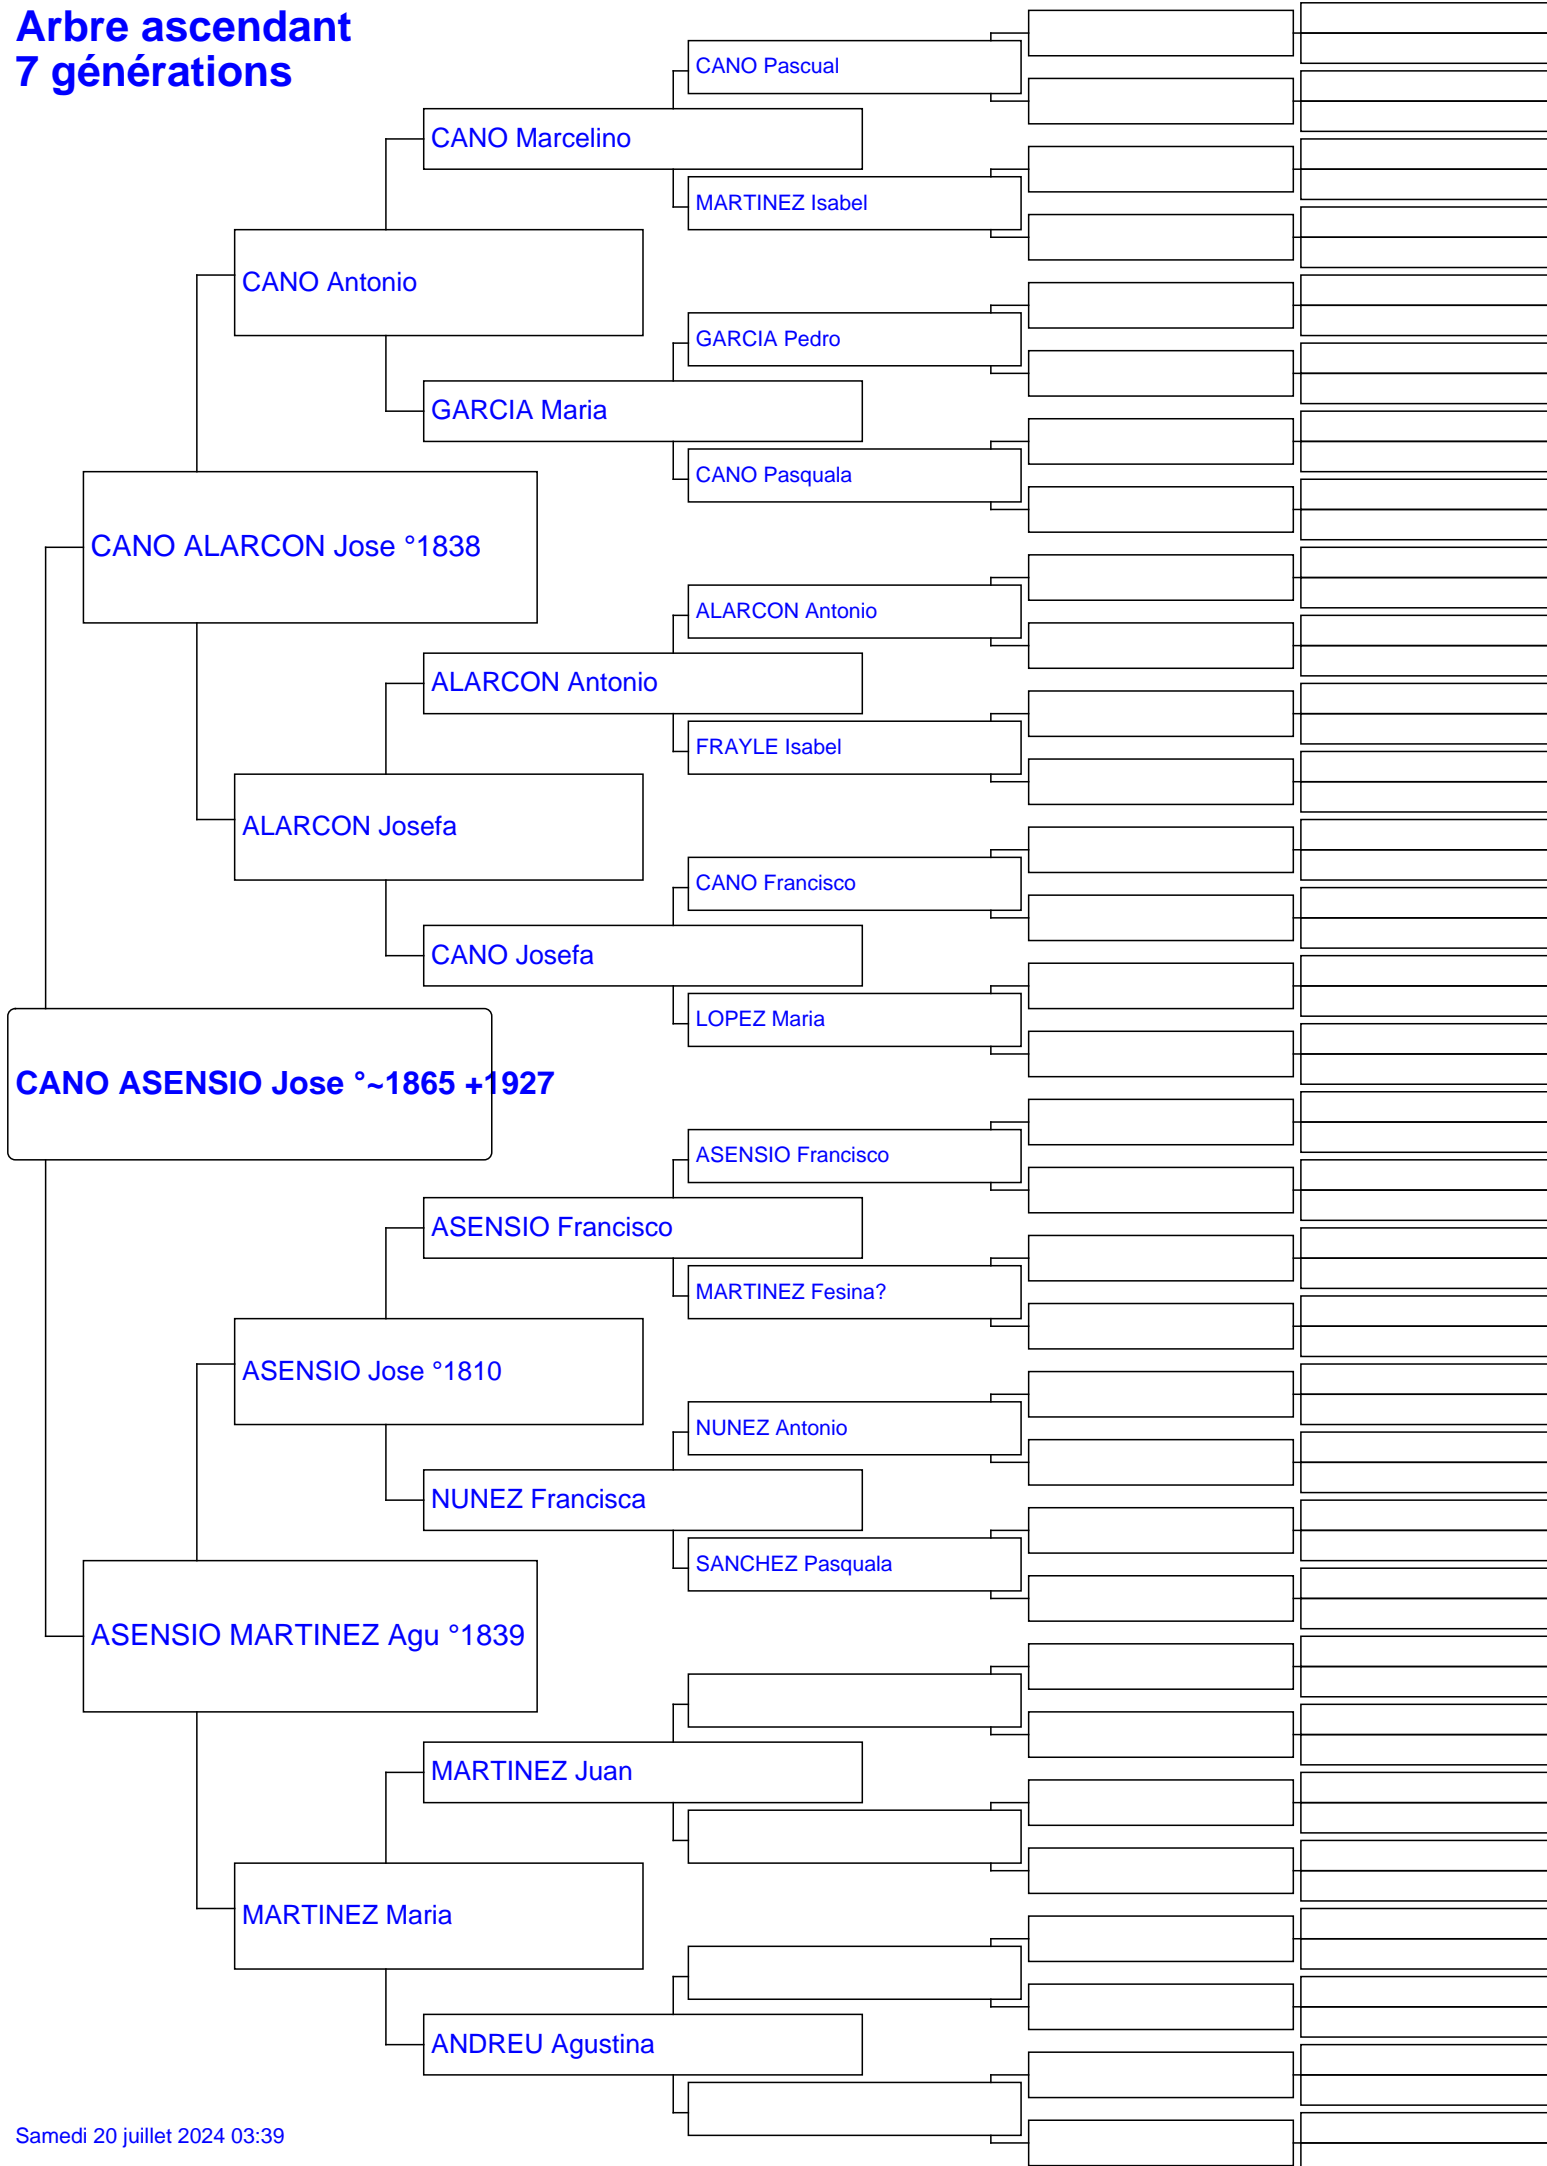 Arbre ascendant
7 générations
CANO Pascual
CANO Marcelino
MARTINEZ Isabel
CANO Antonio
GARCIA Pedro
GARCIA Maria
CANO Pasquala
CANO ALARCON Jose °1838
ALARCON Antonio
ALARCON Antonio
FRAYLE Isabel
ALARCON Josefa
CANO Francisco
CANO Josefa
LOPEZ Maria
CANO ASENSIO Jose °~1865 +1927
ASENSIO Francisco
ASENSIO Francisco
MARTINEZ Fesina?
ASENSIO Jose °1810
NUNEZ Antonio
NUNEZ Francisca
SANCHEZ Pasquala
ASENSIO MARTINEZ Agu °1839
MARTINEZ Juan
MARTINEZ Maria
ANDREU Agustina
Samedi 20 juillet 2024 03:39